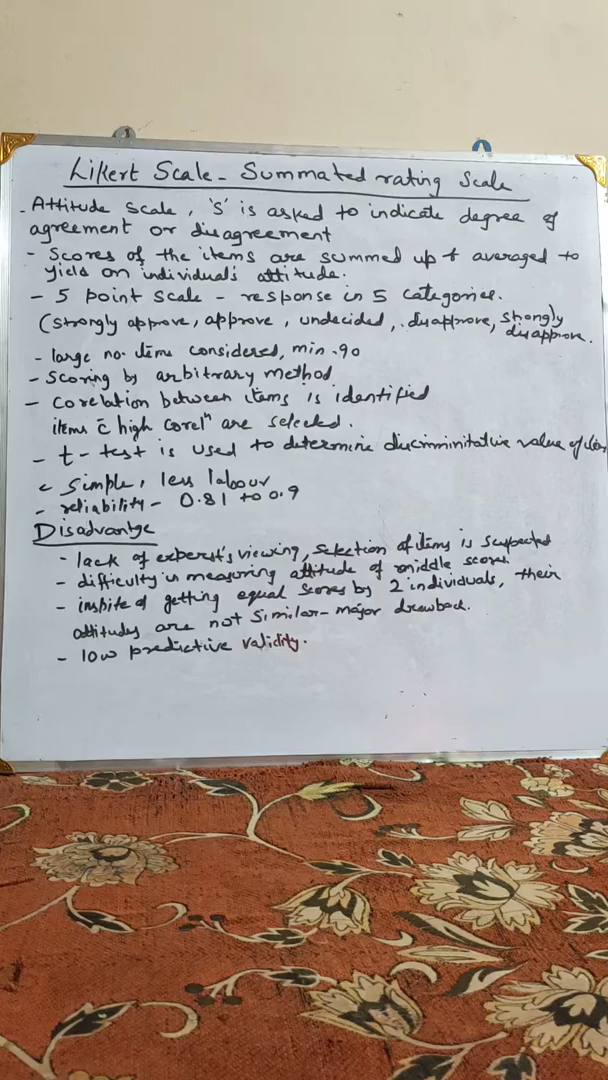 Likert Scale - Summated rating Scale
- Attitude scale, 'S' is asked to indicate degree of
agreement or disagreement
- Scores of the items are summed up & averaged to
yield an individual's attitude.
- 5 point scale - response in 5 categories.
(strongly approve, approve, undecided, disapprove, strongly
disapprove.
- large no. items considered, min. 90
- Scoring by arbitrary method
- Corelation between items is identified
items c̄ high corelⁿ are selected.
- t-test is used to determine discriminitative value of item
- Simple, less labour
- reliability - 0.81 to 0.9
Disadvantge
- lack of experst's viewing, selection of items is suspected
- difficulty in measuring attitude of middle score.
- inspite of getting equal scores by 2 individuals, their
attitudes are not similar - major drawback.
- low predictive validity.